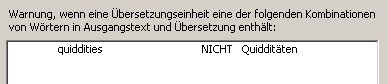 Warnung, wenn eine Übersetzungseinheit eine der folgenden Kombinationen
von Wörtern in Ausgangstext und Übersetzung enthält:
quiddities NICHT Quidditäten